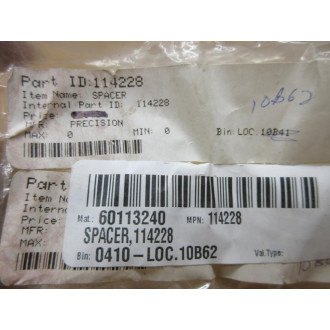 Part ID:114228
Item Name: SPACER
Internal Part ID: 114228
Price:
MFR: PRECISION
MAX: 0 MIN: 0 Bin: LOC.10B41
10B62
Part
Item
Intern
Price:
MFR:
MAX:
Mat.: 60113240 MPN: 114228
SPACER,114228
Bin: 0410-LOC.10B62 Val.Type: